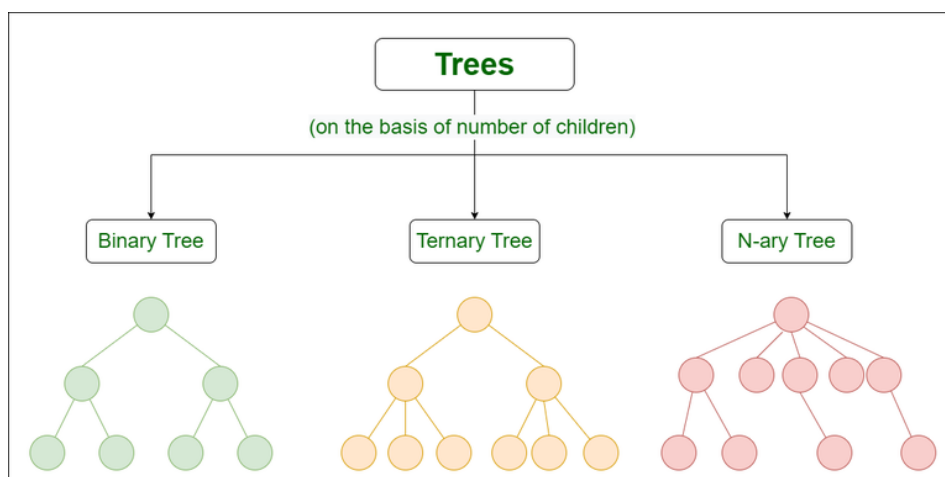 Trees
(on the basis of number of children)
Binary Tree
Ternary Tree
N-ary Tree